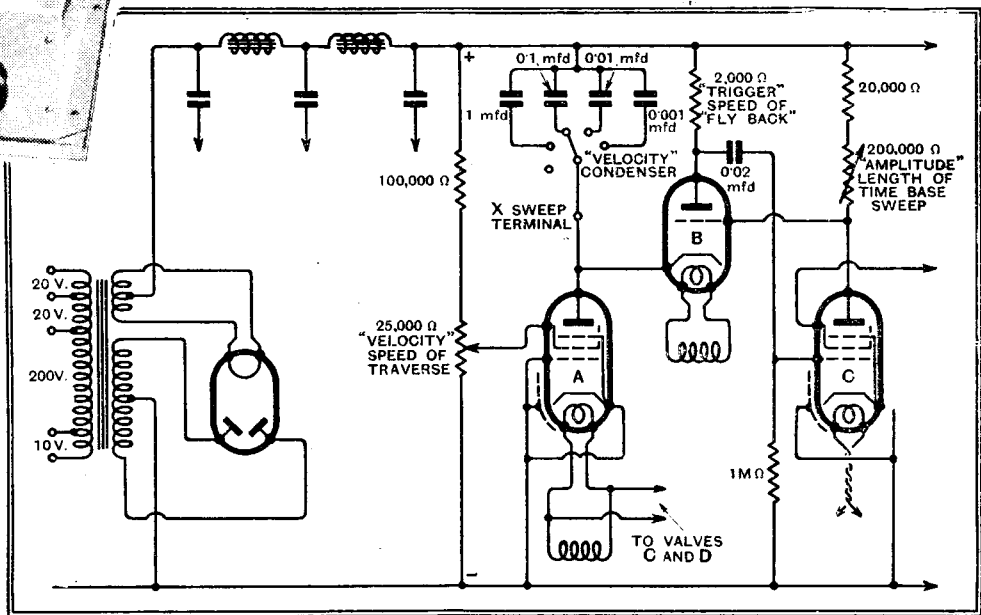 +
0·1 mfd
0·01 mfd
1 mfd
0·001
mfd
"VELOCITY"
CONDENSER
X SWEEP
TERMINAL
2,000 Ω
"TRIGGER"
SPEED OF
"FLY BACK"
0·02
mfd
20,000 Ω
200,000 Ω
"AMPLITUDE"
LENGTH OF
TIME BASE
SWEEP
100,000 Ω
B
20 V.
20 V.
200V.
10 V.
25,000 Ω
"VELOCITY"
SPEED OF
TRAVERSE
A
C
1MΩ
TO VALVES
C AND D
–